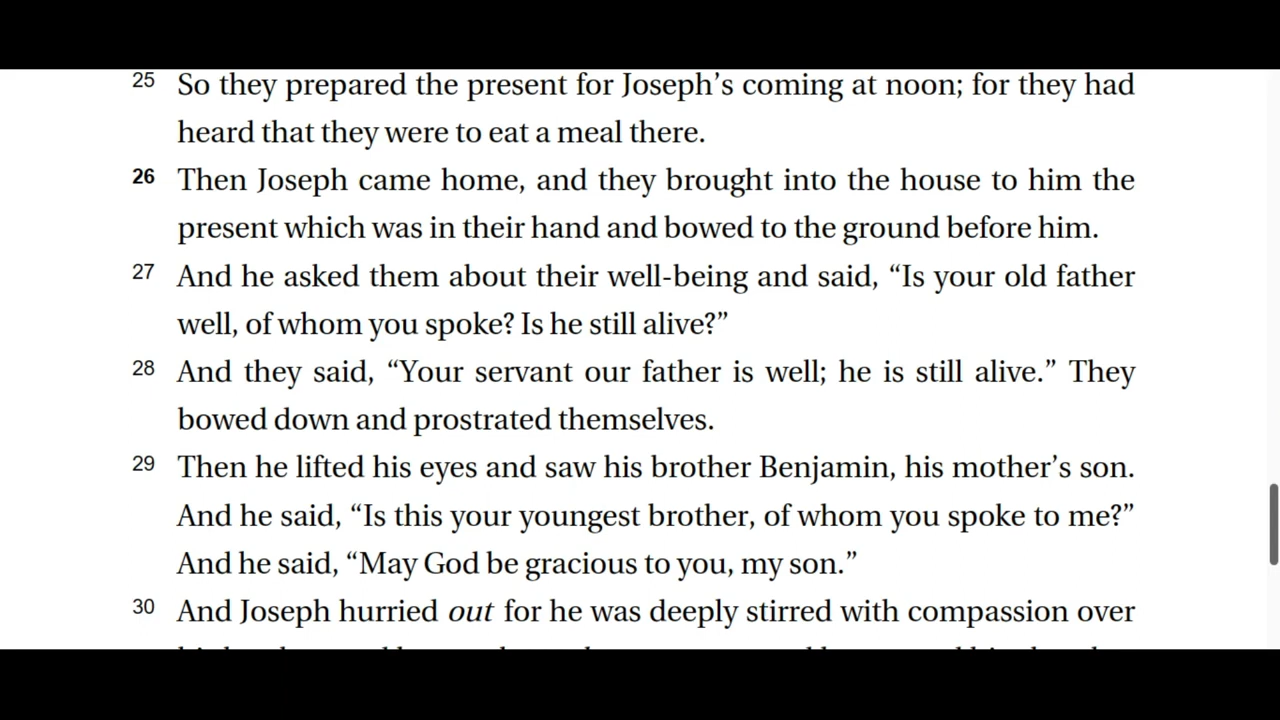 25 So they prepared the present for Joseph’s coming at noon; for they had
heard that they were to eat a meal there.
26 Then Joseph came home, and they brought into the house to him the
present which was in their hand and bowed to the ground before him.
27 And he asked them about their well-being and said, “Is your old father
well, of whom you spoke? Is he still alive?”
28 And they said, “Your servant our father is well; he is still alive.” They
bowed down and prostrated themselves.
29 Then he lifted his eyes and saw his brother Benjamin, his mother’s son.
And he said, “Is this your youngest brother, of whom you spoke to me?”
And he said, “May God be gracious to you, my son.”
30 And Joseph hurried out for he was deeply stirred with compassion over